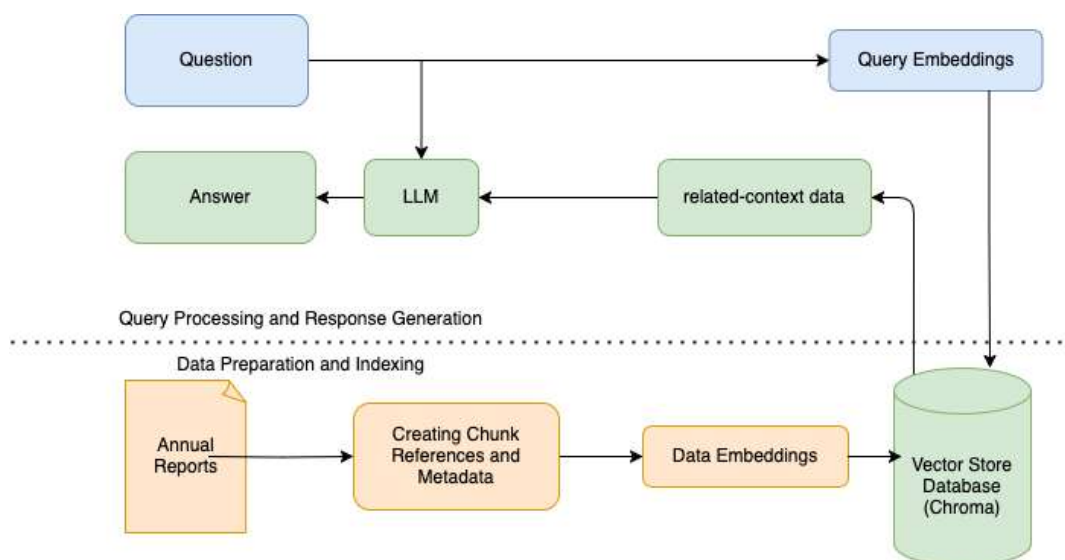 Question
Query Embeddings
Answer
LLM
related-context data
Query Processing and Response Generation
Data Preparation and Indexing
Annual
Reports
Creating Chunk
References and
Metadata
Data Embeddings
Vector Store
Database
(Chroma)